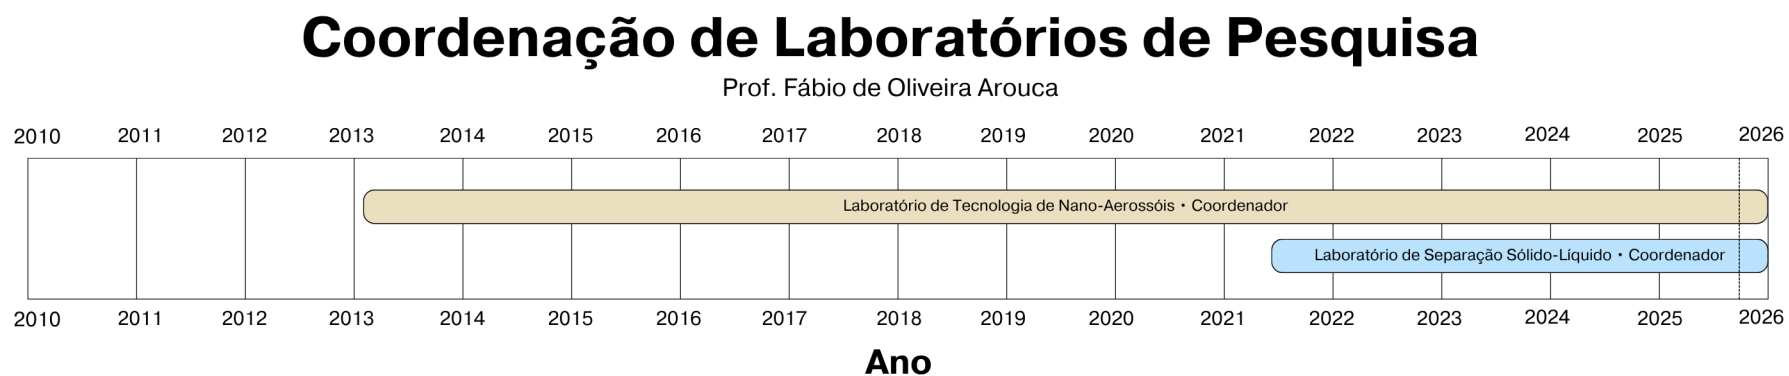 Coordenação de Laboratórios de Pesquisa
Prof. Fábio de Oliveira Arouca
2010 2011 2012 2013 2014 2015 2016 2017 2018 2019 2020 2021 2022 2023 2024 2025 2026
Laboratório de Tecnologia de Nano-Aerossóis • Coordenador
Laboratório de Separação Sólido-Líquido • Coordenador
2010 2011 2012 2013 2014 2015 2016 2017 2018 2019 2020 2021 2022 2023 2024 2025 2026
Ano